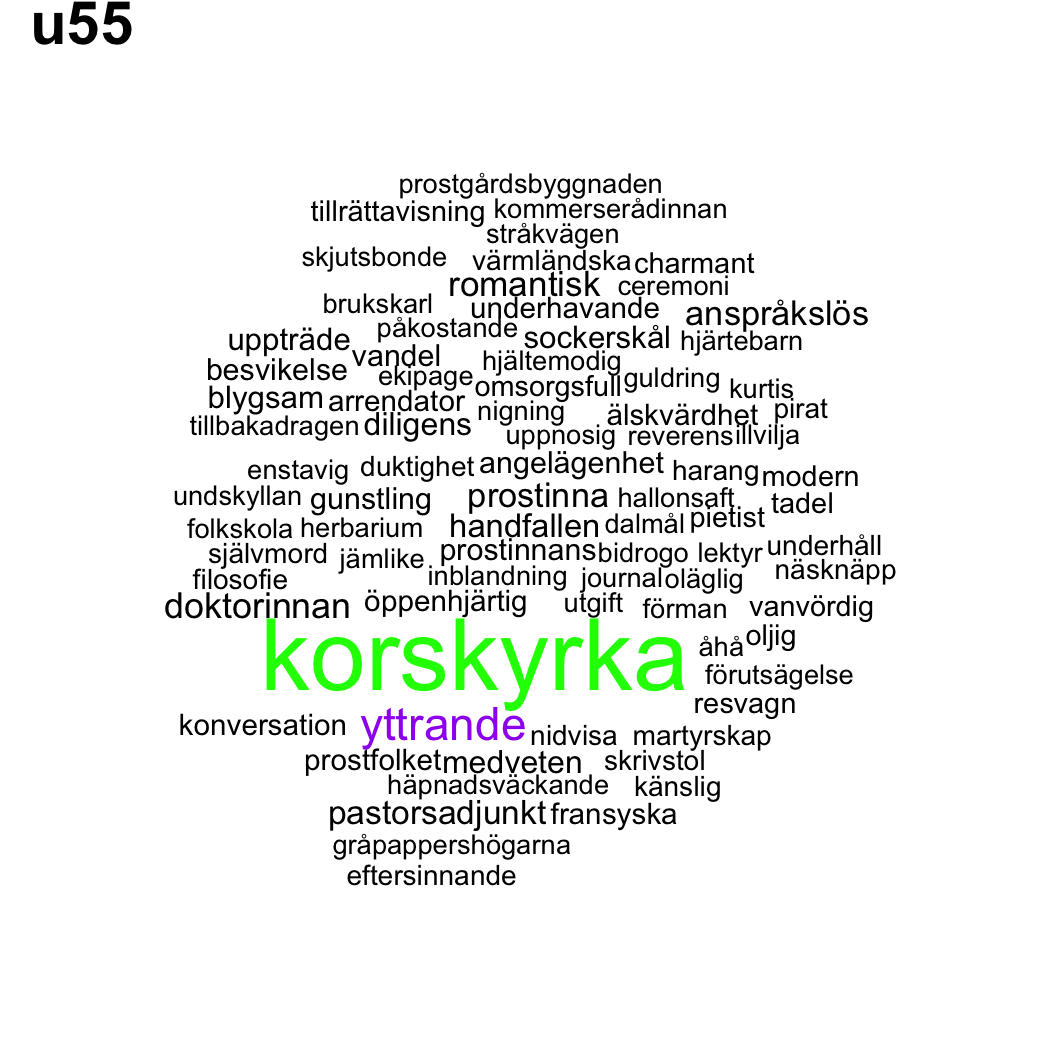 u55
prostgårdsbyggnaden
tillrättavisning kommerserådinnan
stråkvägen
skjutsbonde värmländska charmant
romantisk ceremoni
brukskarl underhavande anspråkslös
uppträde påkostande sockerskål hjärtebarn
vandel hjältemodig
besvikelse ekipage omsorgsfull guldring kurtis
blygsam arrendator nigning älskvärdhet pirat
tillbakadragen diligens uppnosig reverens illvilja
enstavig duktighet angelägenhet harang modern
undskyllan gunstling prostinna hallonsaft tadel
folkskola herbarium handfallen dalmål pietist
självmord jämlike prostinnans bidrogo lektyr underhåll
filosofie inblandning journal oläglig näsknäpp
doktorinnan öppenhjärtig utgift förman vanvördig
korskyrka åhå oljig
förutsägelse
resvagn
konversation yttrande nidvisa martyrskap
prostfolket medveten skrivstol
häpnadsväckande känslig
pastorsadjunkt fransyska
gråpappershögarna
eftersinnande